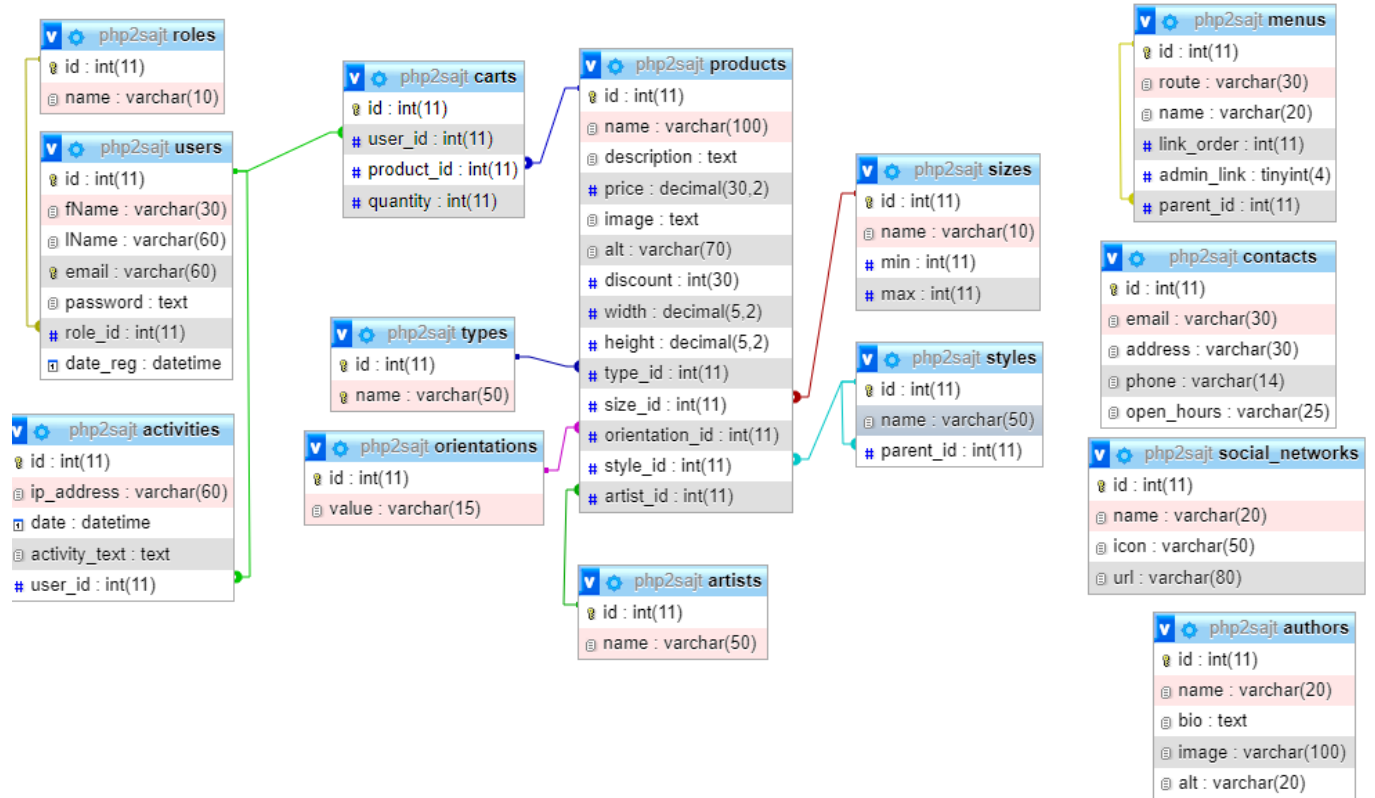 php2sajt roles
id : int(11)
name : varchar(10)
php2sajt users
id : int(11)
fName : varchar(30)
lName : varchar(60)
email : varchar(60)
password : text
role_id : int(11)
date_reg : datetime
php2sajt activities
id : int(11)
ip_address : varchar(60)
date : datetime
activity_text : text
user_id : int(11)
php2sajt carts
id : int(11)
user_id : int(11)
product_id : int(11)
quantity : int(11)
php2sajt types
id : int(11)
name : varchar(50)
php2sajt orientations
id : int(11)
value : varchar(15)
php2sajt products
id : int(11)
name : varchar(100)
description : text
price : decimal(30,2)
image : text
alt : varchar(70)
discount : int(30)
width : decimal(5,2)
height : decimal(5,2)
type_id : int(11)
size_id : int(11)
orientation_id : int(11)
style_id : int(11)
artist_id : int(11)
php2sajt artists
id : int(11)
name : varchar(50)
php2sajt sizes
id : int(11)
name : varchar(10)
min : int(11)
max : int(11)
php2sajt styles
id : int(11)
name : varchar(50)
parent_id : int(11)
php2sajt menus
id : int(11)
route : varchar(30)
name : varchar(20)
link_order : int(11)
admin_link : tinyint(4)
parent_id : int(11)
php2sajt contacts
id : int(11)
email : varchar(30)
address : varchar(30)
phone : varchar(14)
open_hours : varchar(25)
php2sajt social_networks
id : int(11)
name : varchar(20)
icon : varchar(50)
url : varchar(80)
php2sajt authors
id : int(11)
name : varchar(20)
bio : text
image : varchar(100)
alt : varchar(20)